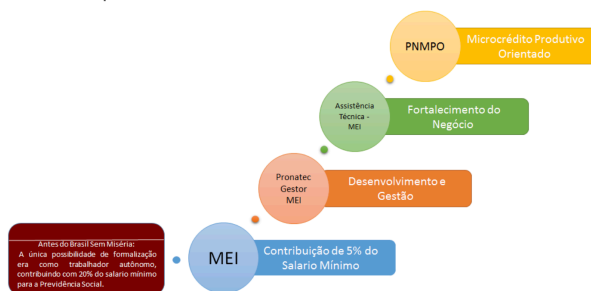 PNMPO
Microcrédito Produtivo
Orientado
Assistência
Técnica -
MEI
Fortalecimento do
Negócio
Pronatec
Gestor
MEI
Desenvolvimento e
Gestão
Antes do Brasil Sem Miséria:
A única possibilidade de formalização
era como trabalhador autônomo,
contribuindo com 20% do salario mínimo
para a Previdência Social.
MEI
Contribuição de 5% do
Salario Mínimo